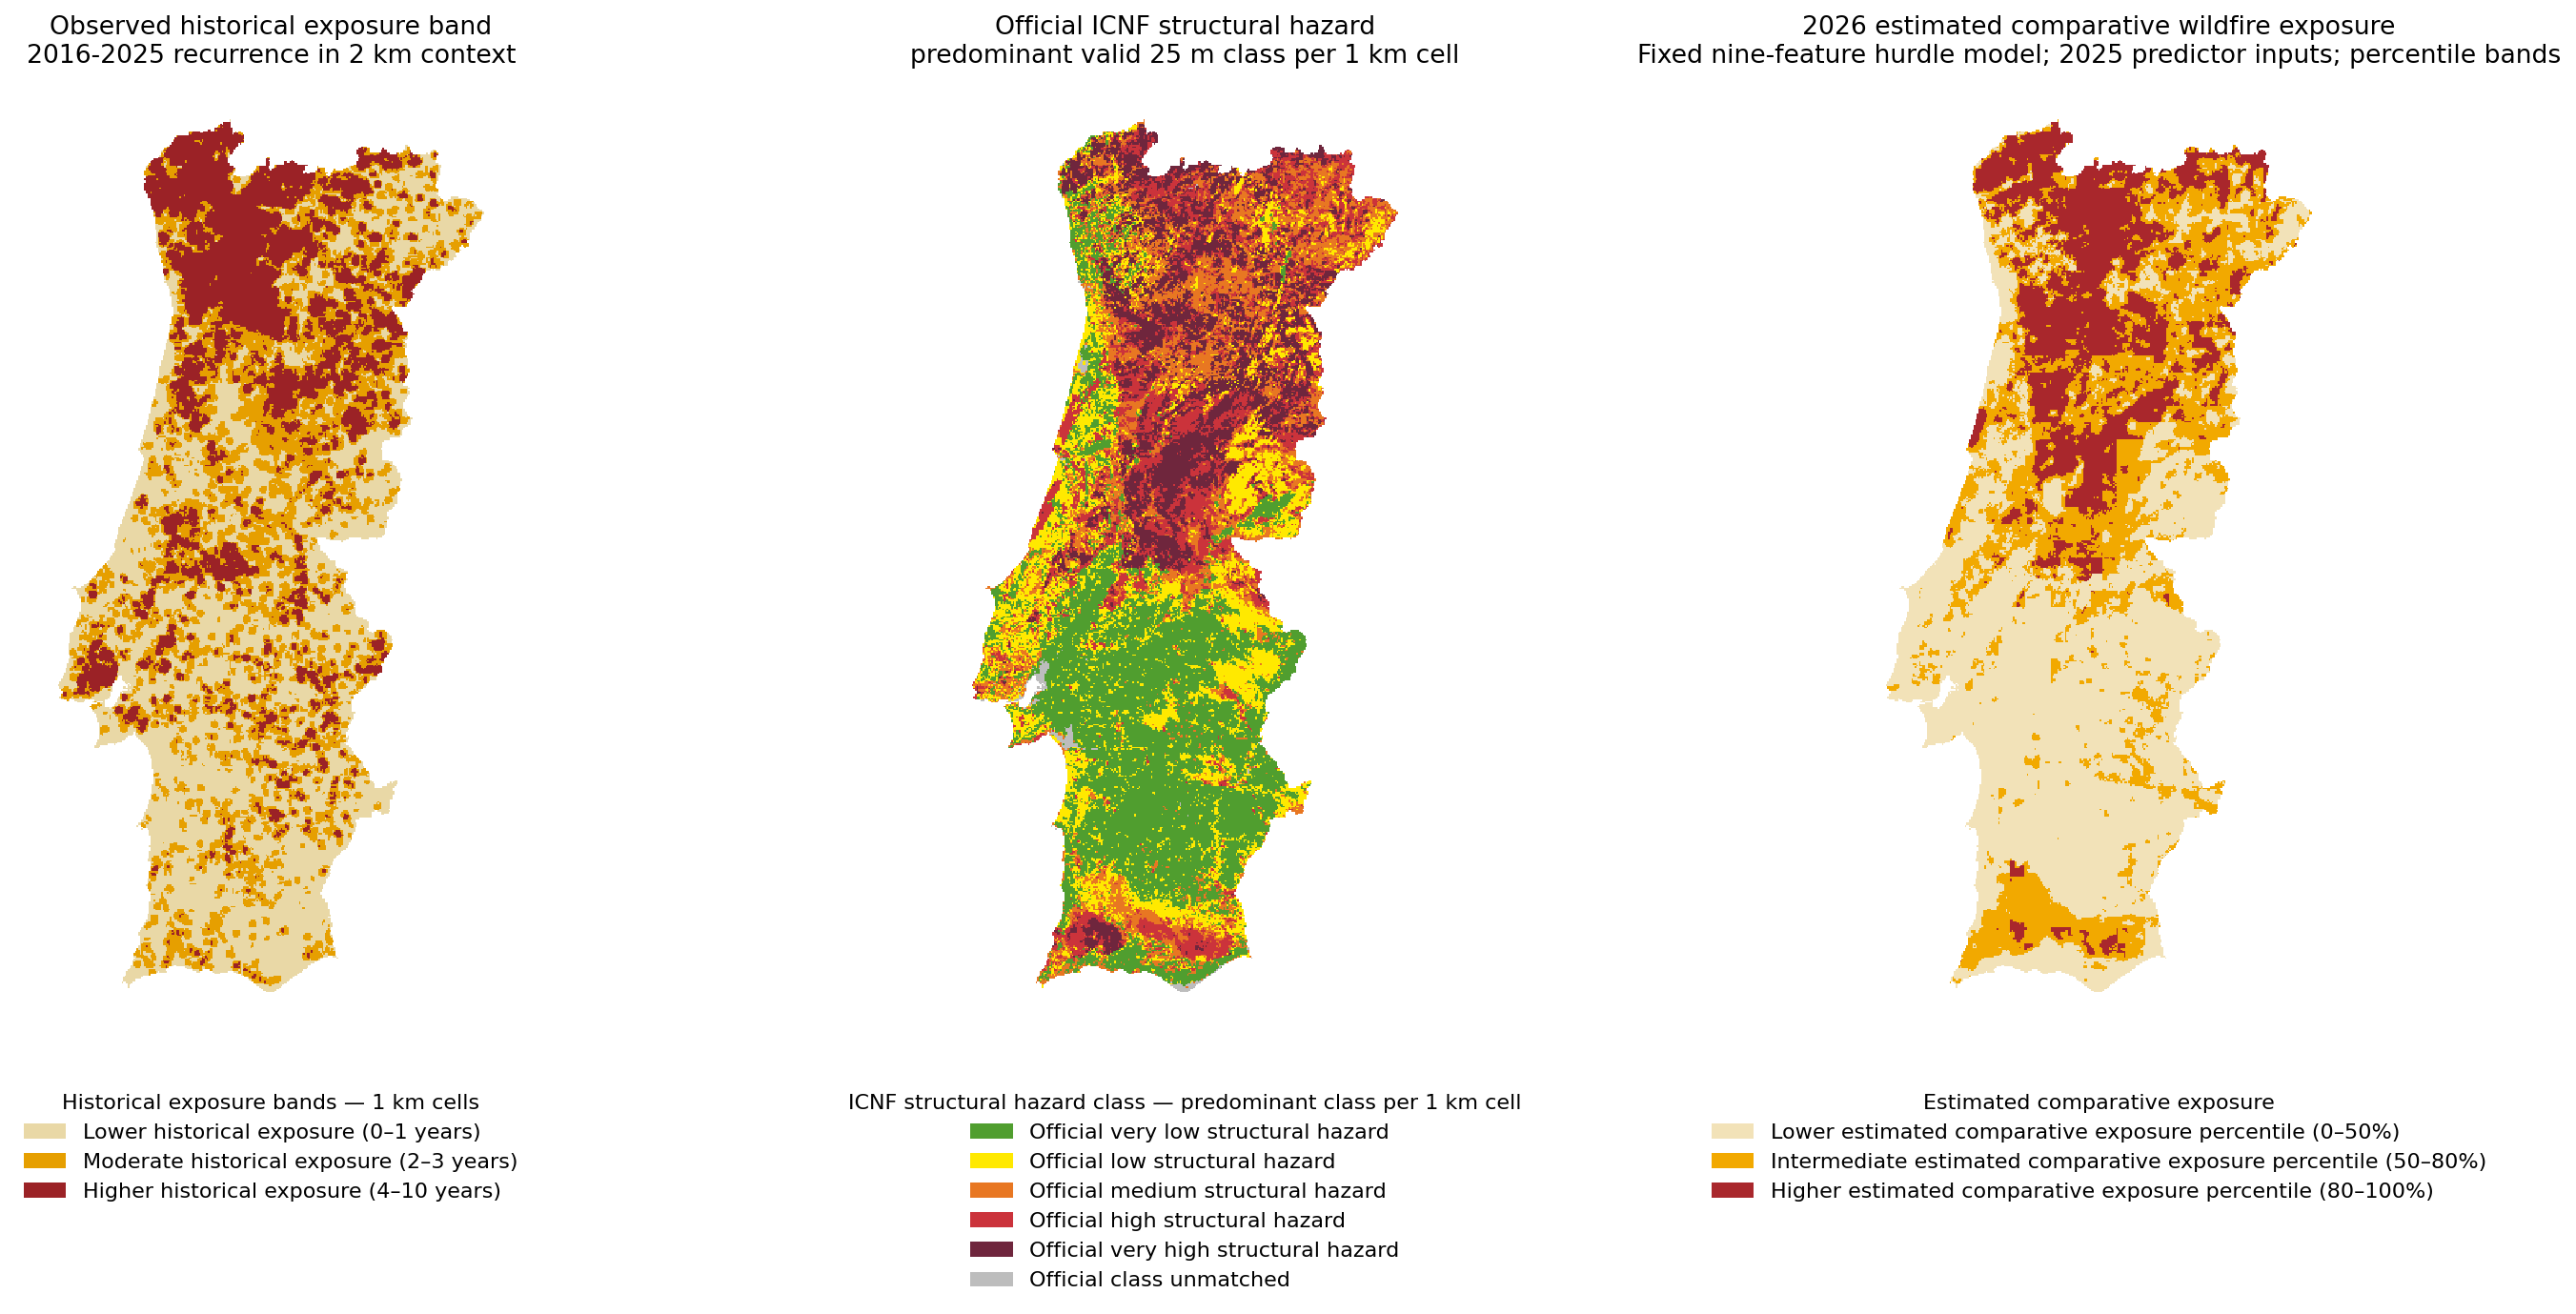 Observed historical exposure band
2016-2025 recurrence in 2 km context
Official ICNF structural hazard
predominant valid 25 m class per 1 km cell
2026 estimated comparative wildfire exposure
Fixed nine-feature hurdle model; 2025 predictor inputs; percentile bands
Historical exposure bands — 1 km cells
Lower historical exposure (0–1 years)
Moderate historical exposure (2–3 years)
Higher historical exposure (4–10 years)
ICNF structural hazard class — predominant class per 1 km cell
Official very low structural hazard
Official low structural hazard
Official medium structural hazard
Official high structural hazard
Official very high structural hazard
Official class unmatched
Estimated comparative exposure
Lower estimated comparative exposure percentile (0–50%)
Intermediate estimated comparative exposure percentile (50–80%)
Higher estimated comparative exposure percentile (80–100%)